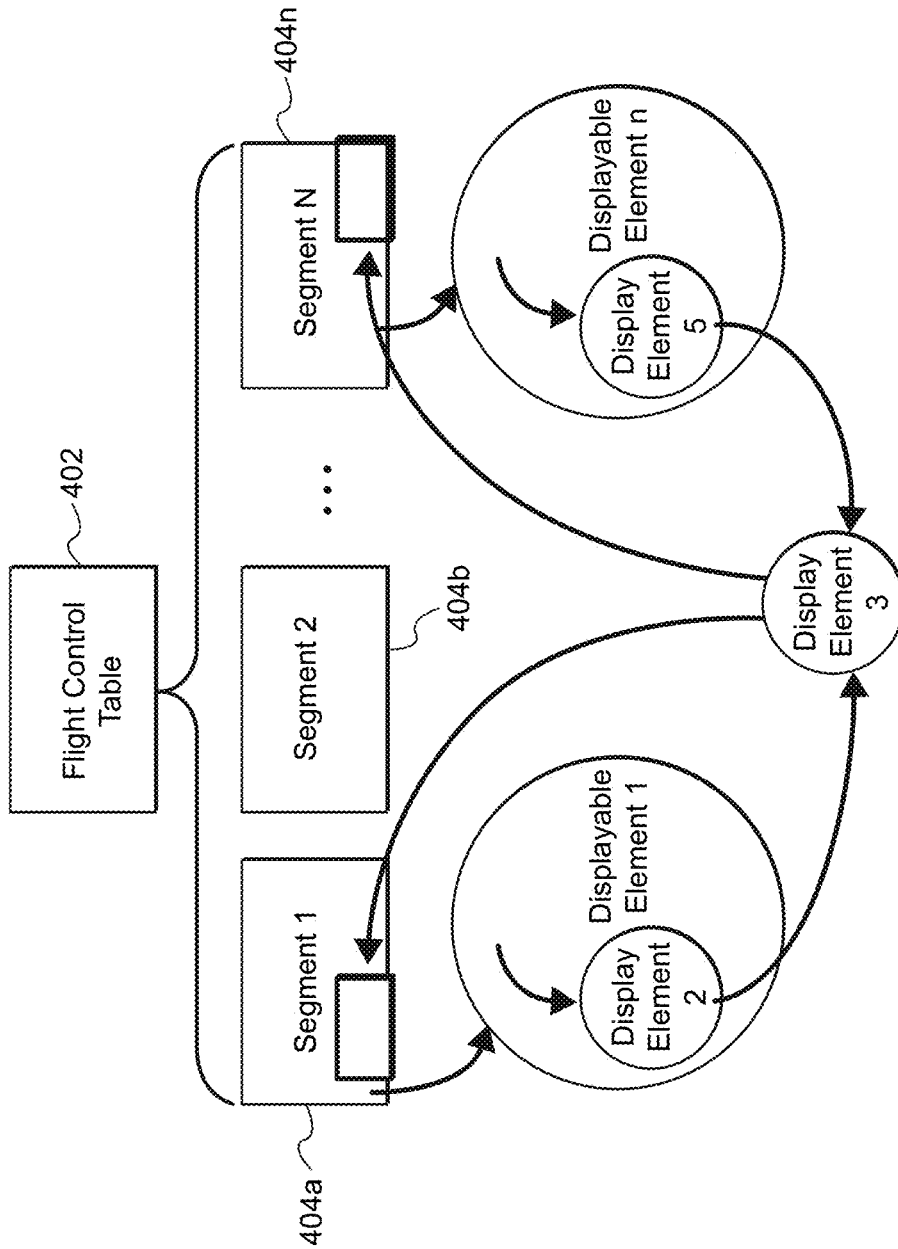 402
Flight Control
Table
404a
Segment 1
Segment 2
404b
...
Segment N
404n
Displayable
Element 1
Display
Element
2
Displayable
Element n
Display
Element
5
Display
Element
3